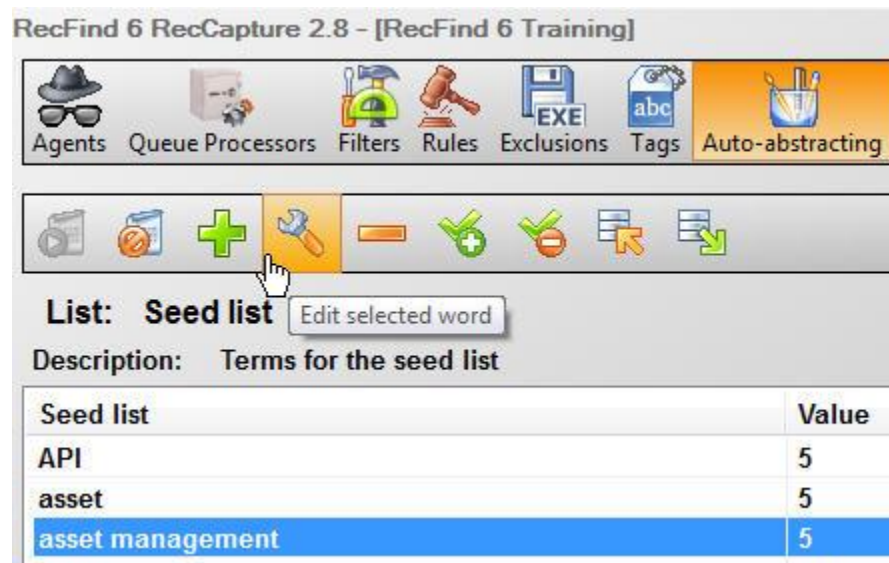 RecFind 6 RecCapture 2.8 - [RecFind 6 Training]
EXE
abc
Agents Queue Processors Filters Rules Exclusions Tags Auto-abstracting
List: Seed list
Edit selected word
Description: Terms for the seed list
Seed list Value
API 5
asset 5
asset management 5